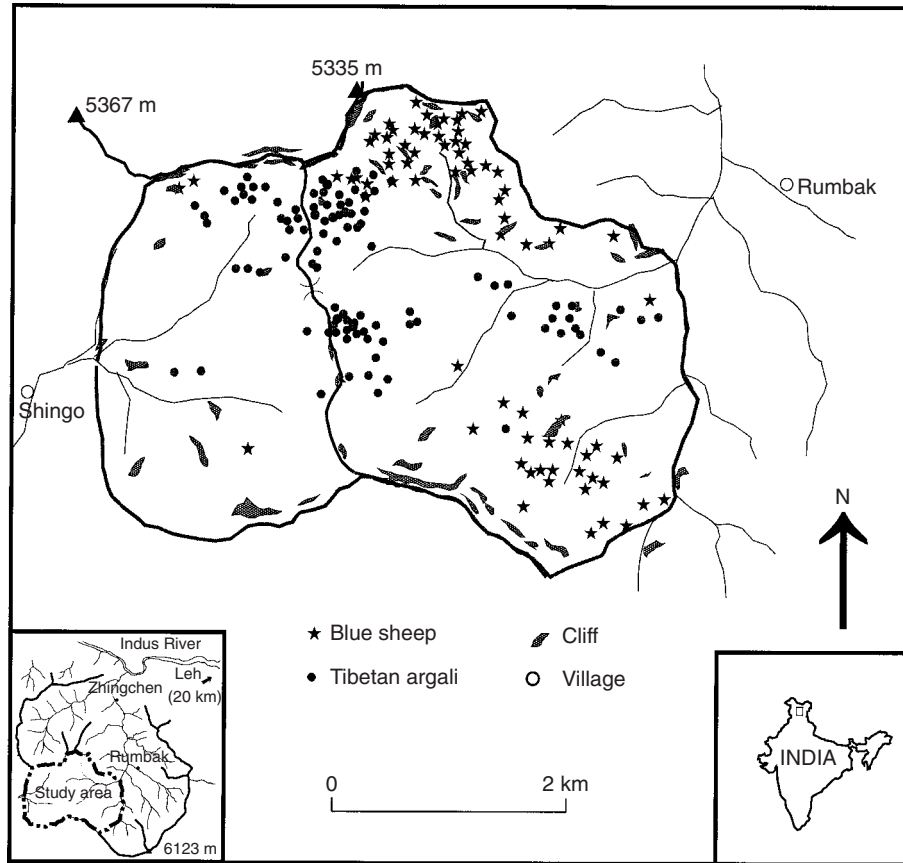 5335 m
5367 m
Rumbak
Shingo
N
Blue sheep
Cliff
Tibetan argali
Village
0 2 km
Indus River
Leh
(20 km)
Zhingchen
Rumbak
Study area
6123 m
INDIA